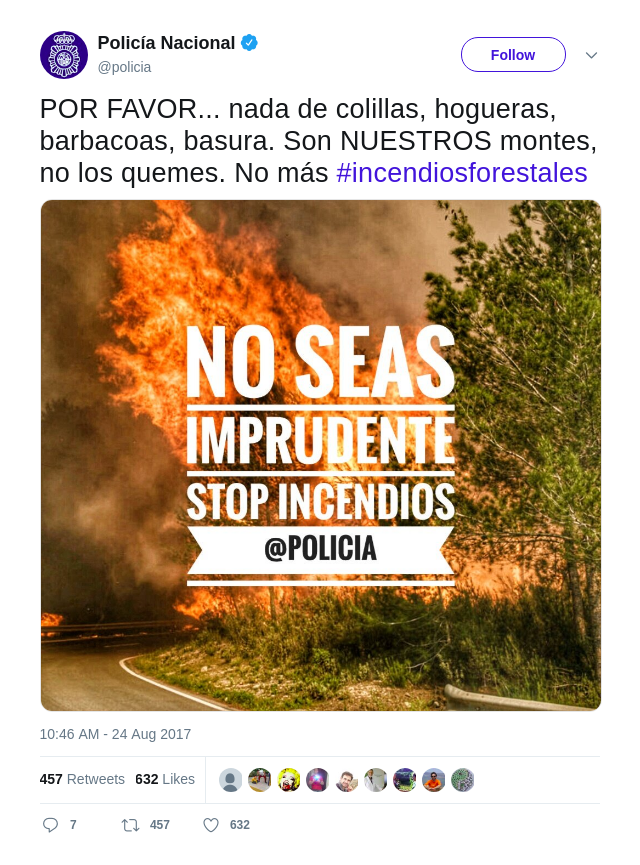 Policía Nacional
@policia
Follow
POR FAVOR... nada de colillas, hogueras,
barbacoas, basura. Son NUESTROS montes,
no los quemes. No más #incendiosforestales
NO SEAS
IMPRUDENTE
STOP INCENDIOS
@POLICIA
10:46 AM - 24 Aug 2017
457 Retweets 632 Likes
7 457 632